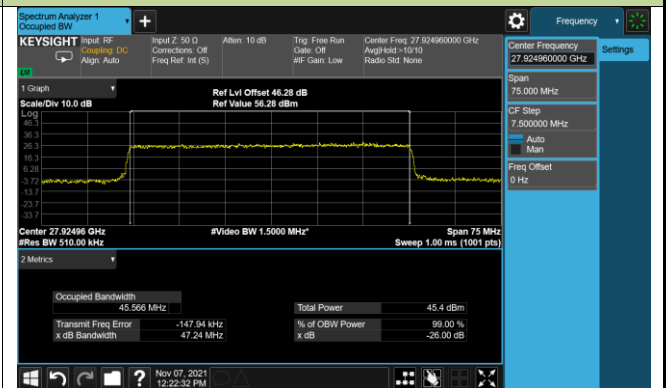 Spectrum Analyzer 1
Occupied BW
Frequency
KEYSIGHT
Input: RF
Coupling: DC
Align: Auto
Input Z: 50 Ω
Corrections: Off
Freq Ref: Int (S)
Atten: 10 dB
Trig: Free Run
Gate: Off
#IF Gain: Low
Center Freq: 27.924960000 GHz
Avg|Hold:>10/10
Radio Std: None
Center Frequency
27.924960000 GHz
Settings
Span
75.000 MHz
CF Step
7.500000 MHz
Auto
Man
Freq Offset
0 Hz
1 Graph
Scale/Div 10.0 dB
Ref Lvl Offset 46.28 dB
Ref Value 56.28 dBm
Log
46.3
36.3
26.3
16.3
6.28
-3.72
-13.7
-23.7
-33.7
Center 27.92496 GHz
#Video BW 1.5000 MHz*
Span 75 MHz
#Res BW 510.00 kHz
Sweep 1.00 ms (1001 pts)
2 Metrics
Occupied Bandwidth
45.566 MHz
Total Power
45.4 dBm
Transmit Freq Error
-147.94 kHz
% of OBW Power
99.00 %
x dB Bandwidth
47.24 MHz
x dB
-26.00 dB
?
Nov 07, 2021
12:22:32 PM